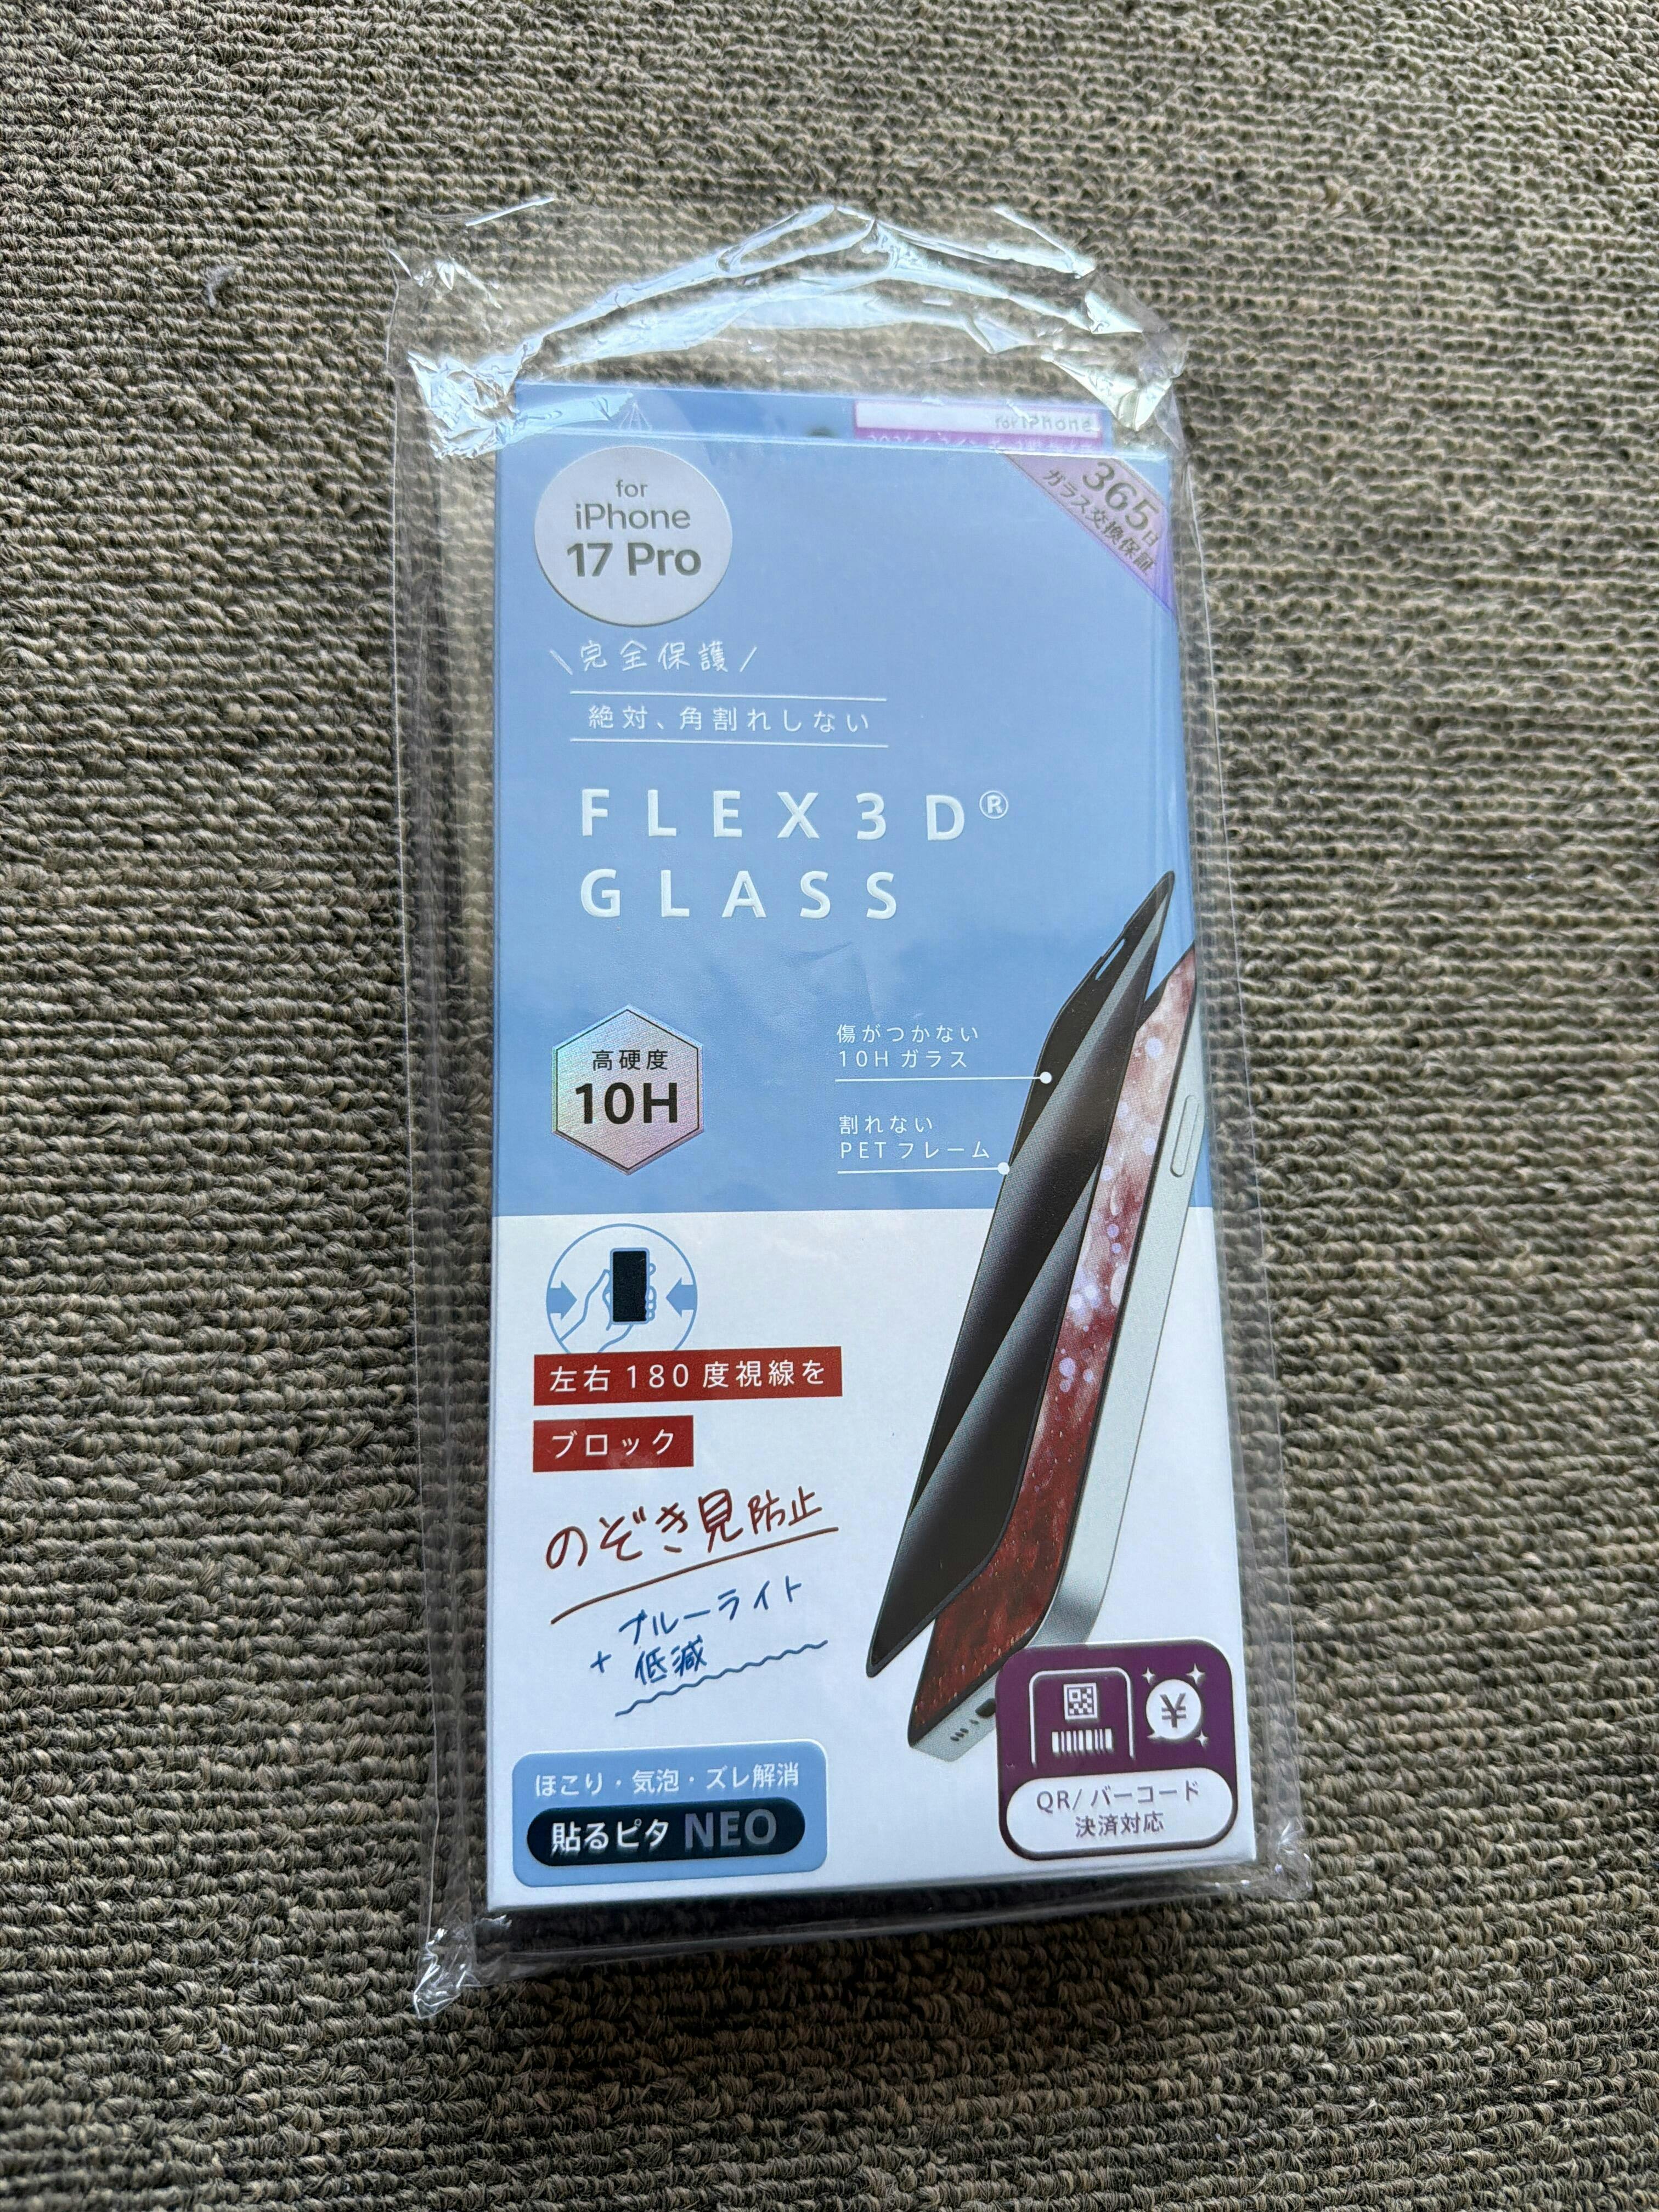 for iPhone
for
iPhone
17 Pro
365日
ガラス交換保証
完全保護
絶対、角割れしない
FLEX3D®
GLASS
高硬度
10H
傷がつかない
10Hガラス
割れない
PETフレーム
左右180度視線を
ブロック
のぞき見防止
+ ブルーライト
低減
ほこり・気泡・ズレ解消
貼るピタ NEO
¥
QR/バーコード
決済対応